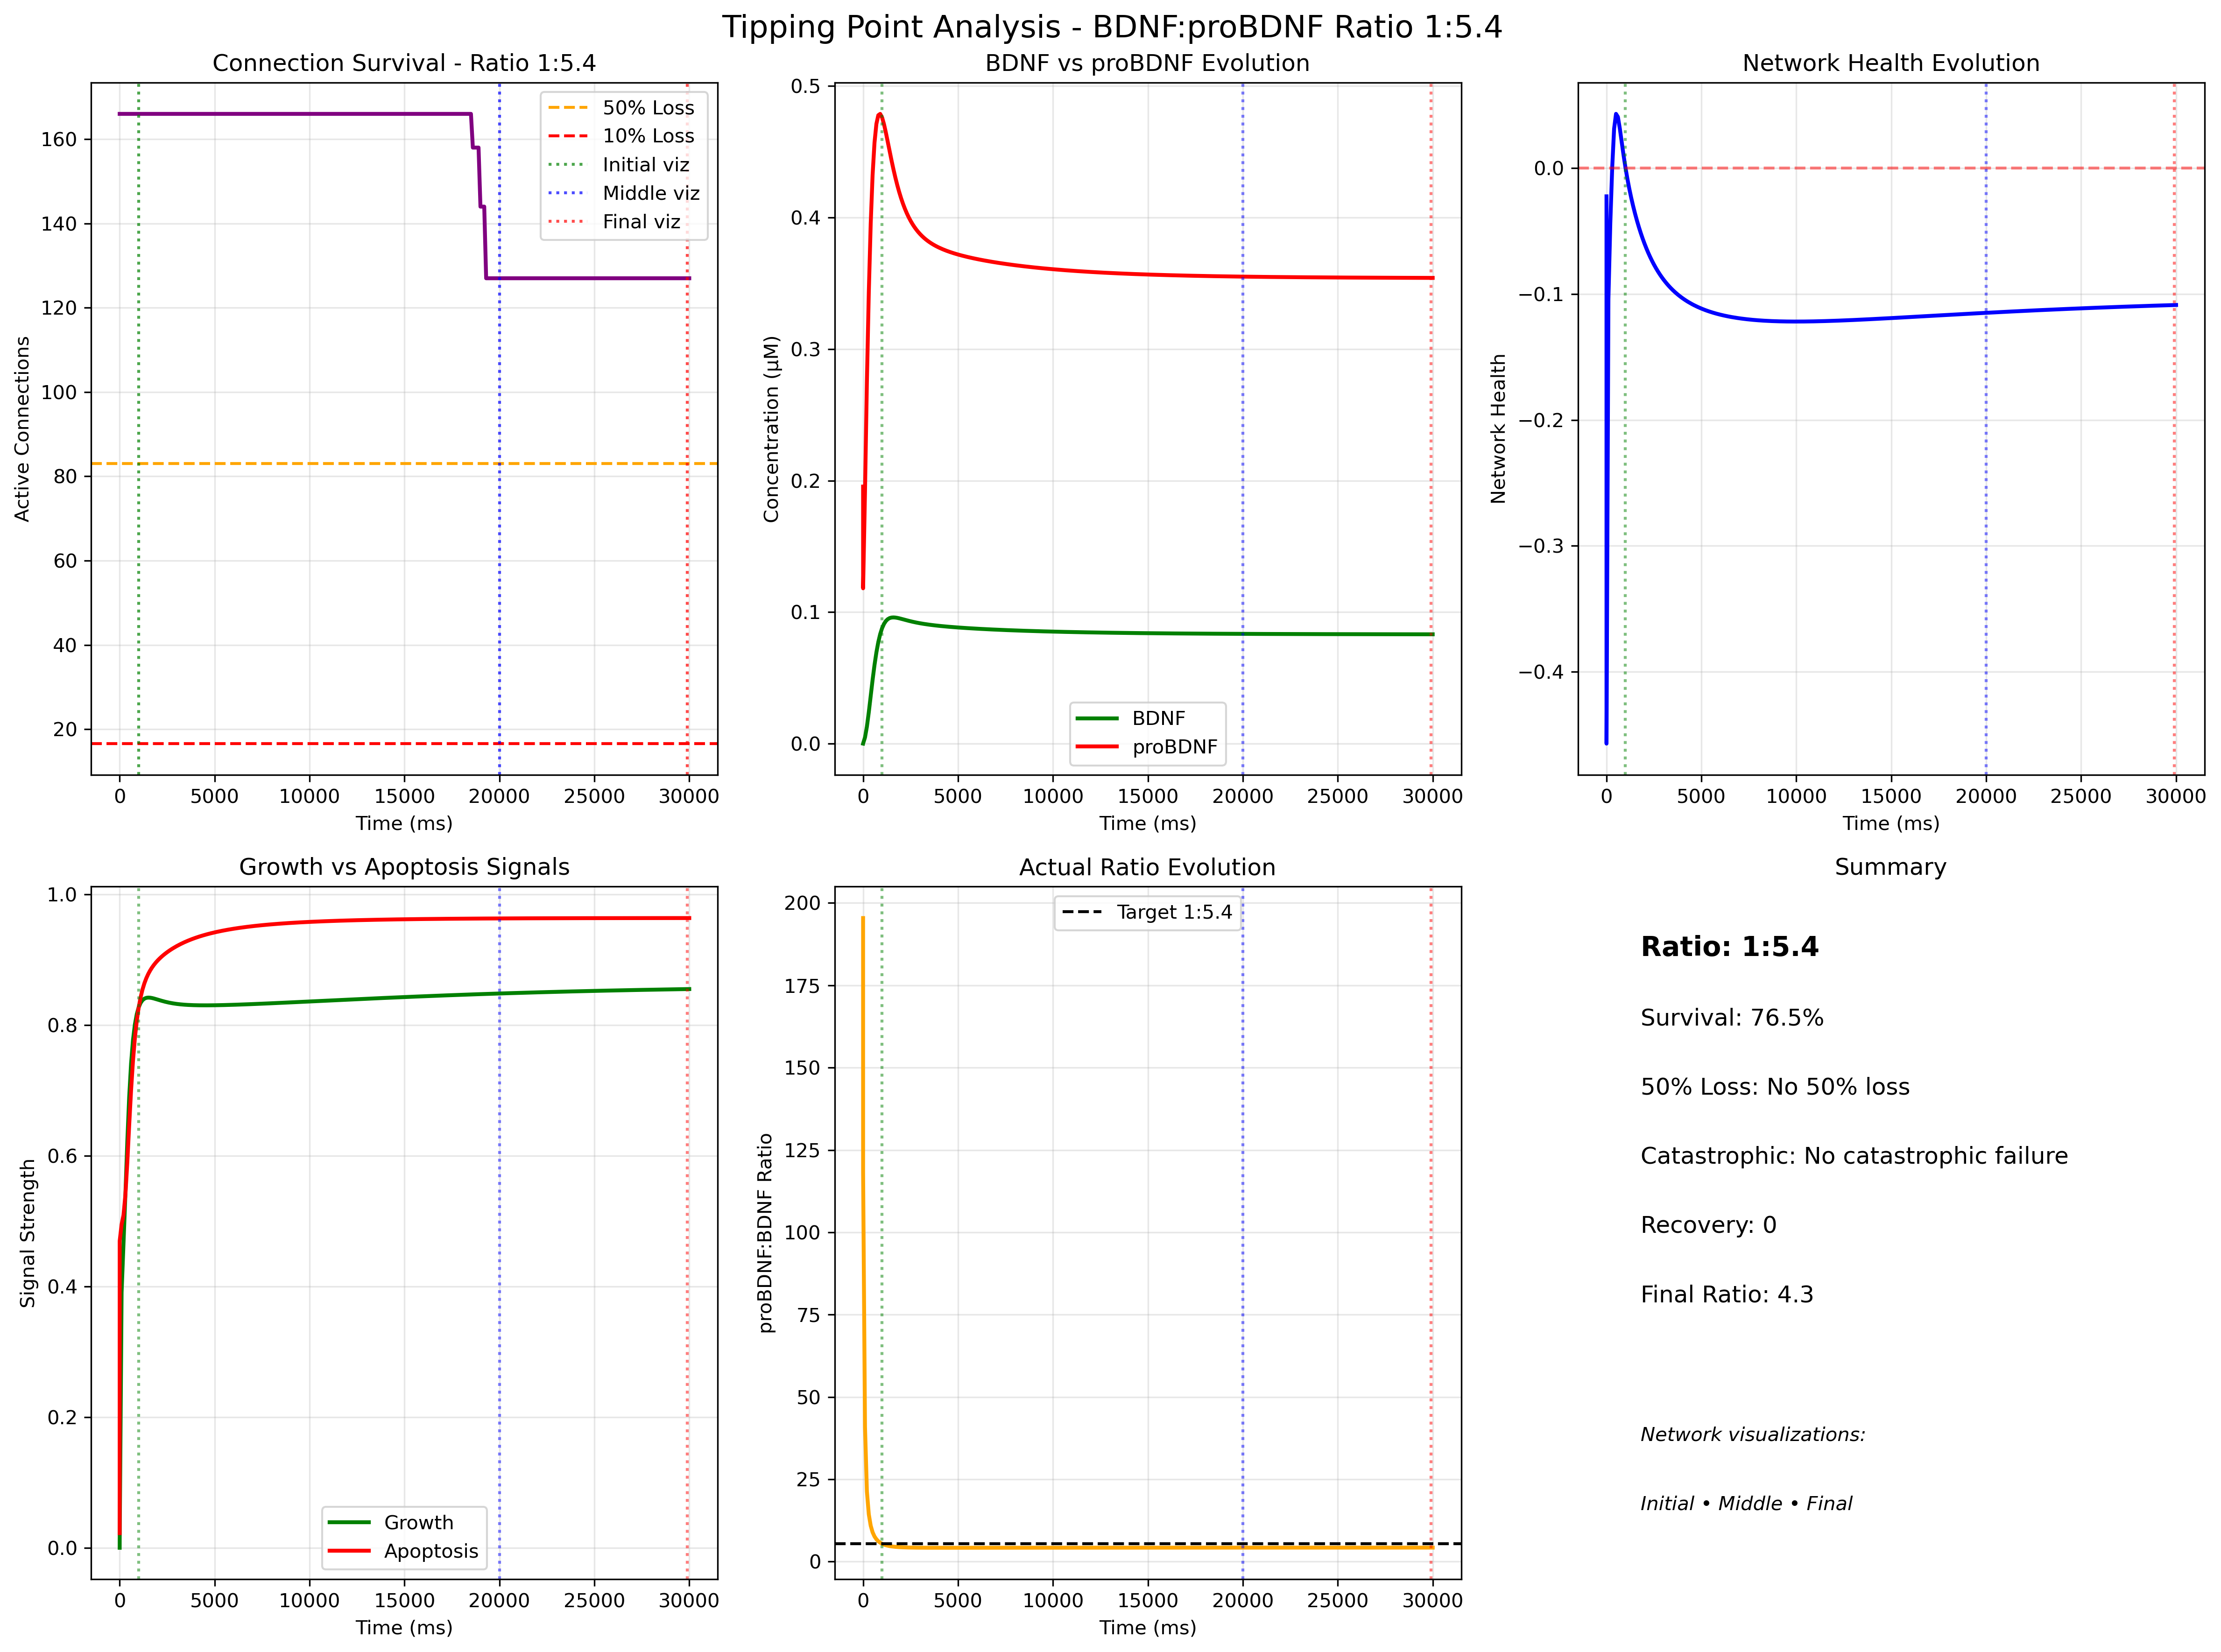 Tipping Point Analysis - BDNF:proBDNF Ratio 1:5.4
Connection Survival - Ratio 1:5.4
Active Connections
160
140
120
100
80
60
40
20
50% Loss
10% Loss
Initial viz
Middle viz
Final viz
0 5000 10000 15000 20000 25000 30000
Time (ms)
BDNF vs proBDNF Evolution
Concentration (μM)
0.5
0.4
0.3
0.2
0.1
0.0
BDNF
proBDNF
0 5000 10000 15000 20000 25000 30000
Time (ms)
Network Health Evolution
Network Health
0.0
−0.1
−0.2
−0.3
−0.4
0 5000 10000 15000 20000 25000 30000
Time (ms)
Growth vs Apoptosis Signals
Signal Strength
1.0
0.8
0.6
0.4
0.2
0.0
Growth
Apoptosis
0 5000 10000 15000 20000 25000 30000
Time (ms)
Actual Ratio Evolution
proBDNF:BDNF Ratio
200
175
150
125
100
75
50
25
0
Target 1:5.4
0 5000 10000 15000 20000 25000 30000
Time (ms)
Summary
Ratio: 1:5.4
Survival: 76.5%
50% Loss: No 50% loss
Catastrophic: No catastrophic failure
Recovery: 0
Final Ratio: 4.3
Network visualizations:
Initial • Middle • Final